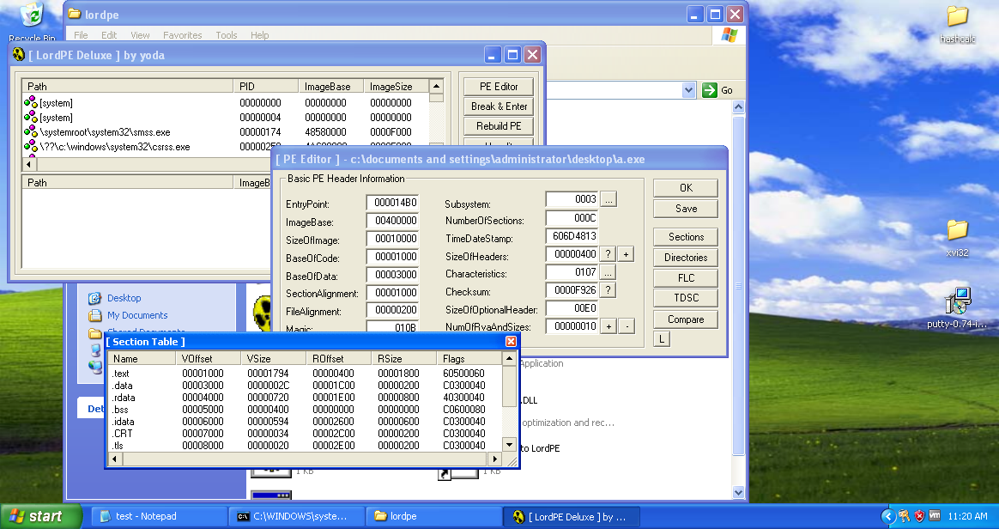 lordpe
Recycle Bin
File Edit View Favorites Tools Help
hashcalc
[ LordPE Deluxe ] by yoda
Path PID ImageBase ImageSize
[system] 00000000 00000000 00000000
[system] 00000004 00000000 00000000
\systemroot\system32\smss.exe 00000174 48580000 0000F000
\??\c:\windows\system32\csrss.exe
PE Editor
Break & Enter
Rebuild PE
Go
Path ImageB
[ PE Editor ] - c:\documents and settings\administrator\desktop\a.exe
Basic PE Header Information
EntryPoint: 000014B0
ImageBase: 00400000
SizeOfImage: 00010000
BaseOfCode: 00001000
BaseOfData: 00003000
SectionAlignment: 00001000
FileAlignment: 00000200
Magic: 010B
Subsystem: 0003 ...
NumberOfSections: 000C
TimeDateStamp: 606D4813
SizeOfHeaders: 00000400 ? +
Characteristics: 0107 ...
Checksum: 0000F926 ?
SizeOfOptionalHeader: 00E0
NumOfRvaAndSizes: 00000010 + -
OK
Save
Sections
Directories
FLC
TDSC
Compare
L
xvi32
putty-0.74-i...
Desktop
My Documents
Shared Documents
Det
[ Section Table ]
Name VOffset VSize ROffset RSize Flags
.text 00001000 00001794 00000400 00001800 60500060
.data 00003000 0000002C 00001C00 00000200 C0300040
.rdata 00004000 00000720 00001E00 00000800 40300040
.bss 00005000 00000400 00000000 00000000 C0600080
.idata 00006000 00000594 00002600 00000600 C0300040
.CRT 00007000 00000034 00002C00 00000200 C0300040
.tls 00008000 00000020 00002E00 00000200 C0300040
Application
.DLL
optimization and rec...
to LordPE
1 KB
1 KB
start
test - Notepad
C:\WINDOWS\syste...
lordpe
[ LordPE Deluxe ] by ...
11:20 AM